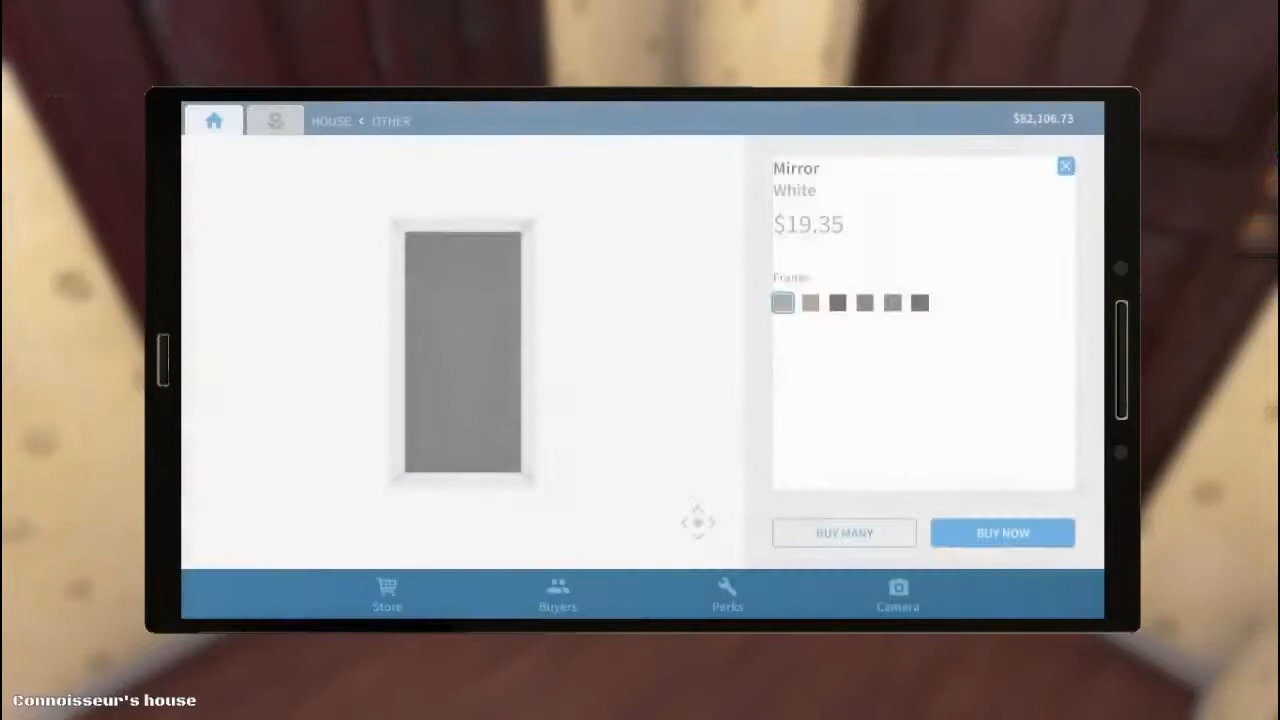 HOUSE < OTHER
$82,106.73
Mirror
White
$19.35
Frame
BUY MANY
BUY NOW
Store
Buyers
Perks
Camera
Connoisseur's house